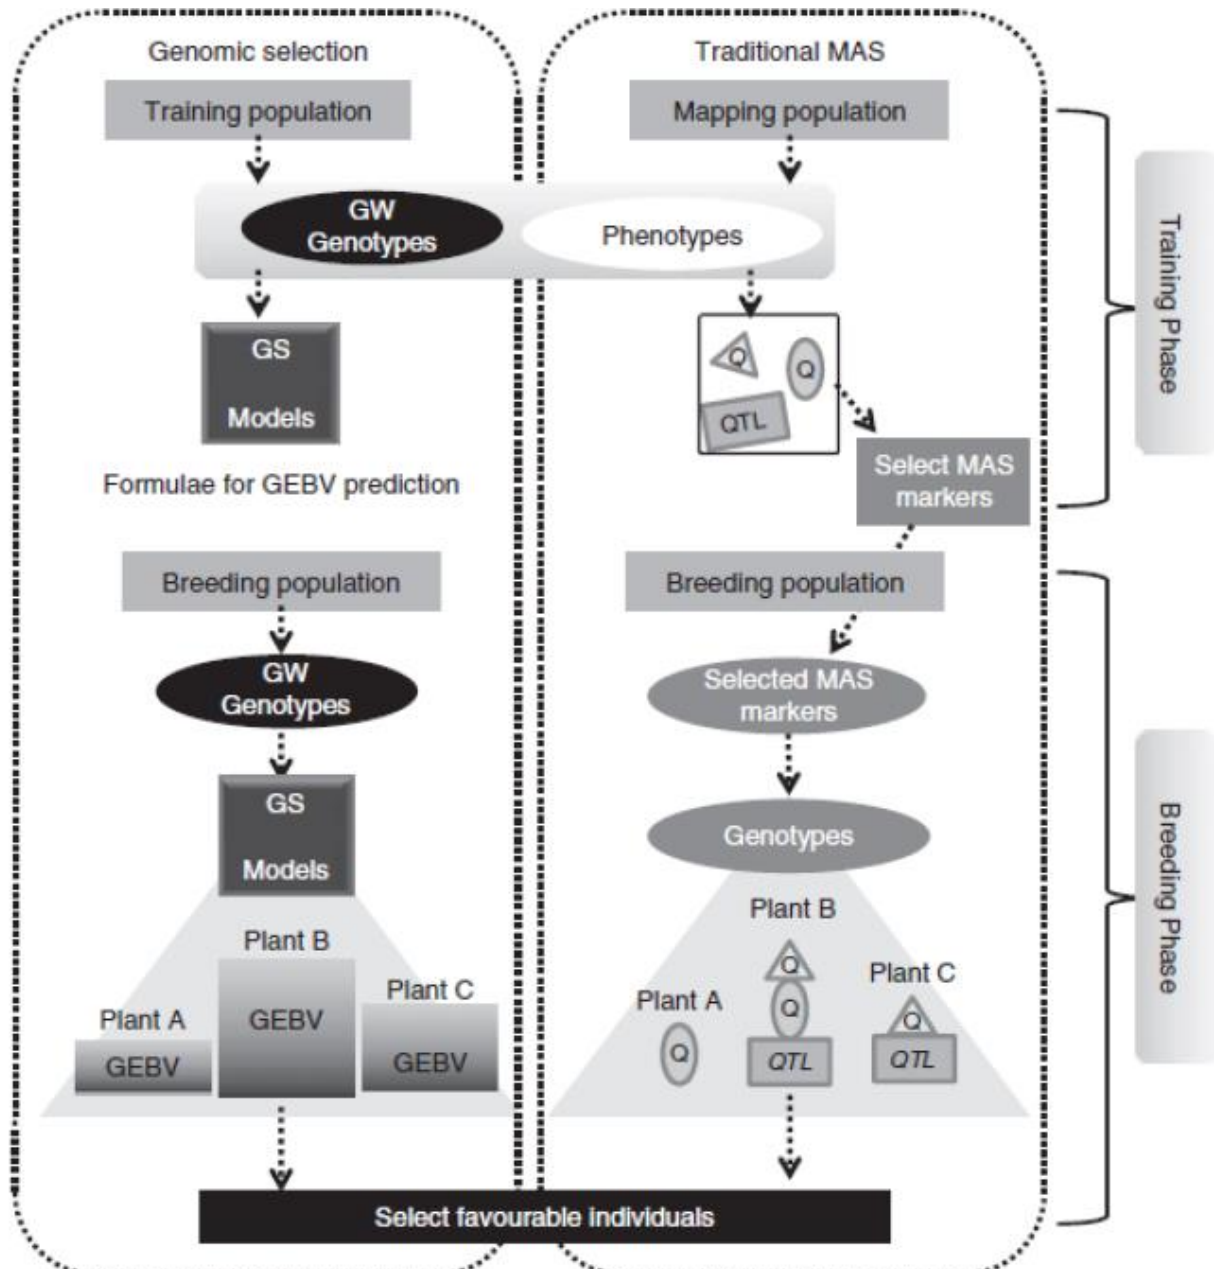 Genomic selection
Training population
Traditional MAS
Mapping population
GW
Genotypes
Phenotypes
GS
Models
Formulae for GEBV prediction
Q
Q
QTL
Select MAS
markers
Training Phase
Breeding population
GW
Genotypes
GS
Models
Plant A
GEBV
Plant B
GEBV
Plant C
GEBV
Breeding population
Selected MAS
markers
Genotypes
Plant A
Q
Plant B
Q
Q
QTL
Plant C
Q
QTL
Breeding Phase
Select favourable individuals